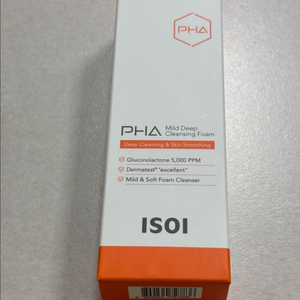 PHA
PHA Mild Deep
Cleansing Foam
Deep Cleansing & Skin Smoothing
Gluconolactone 5,000 PPM
Dermatest® "excellent"
Mild & Soft Foam Cleanser
ISOI